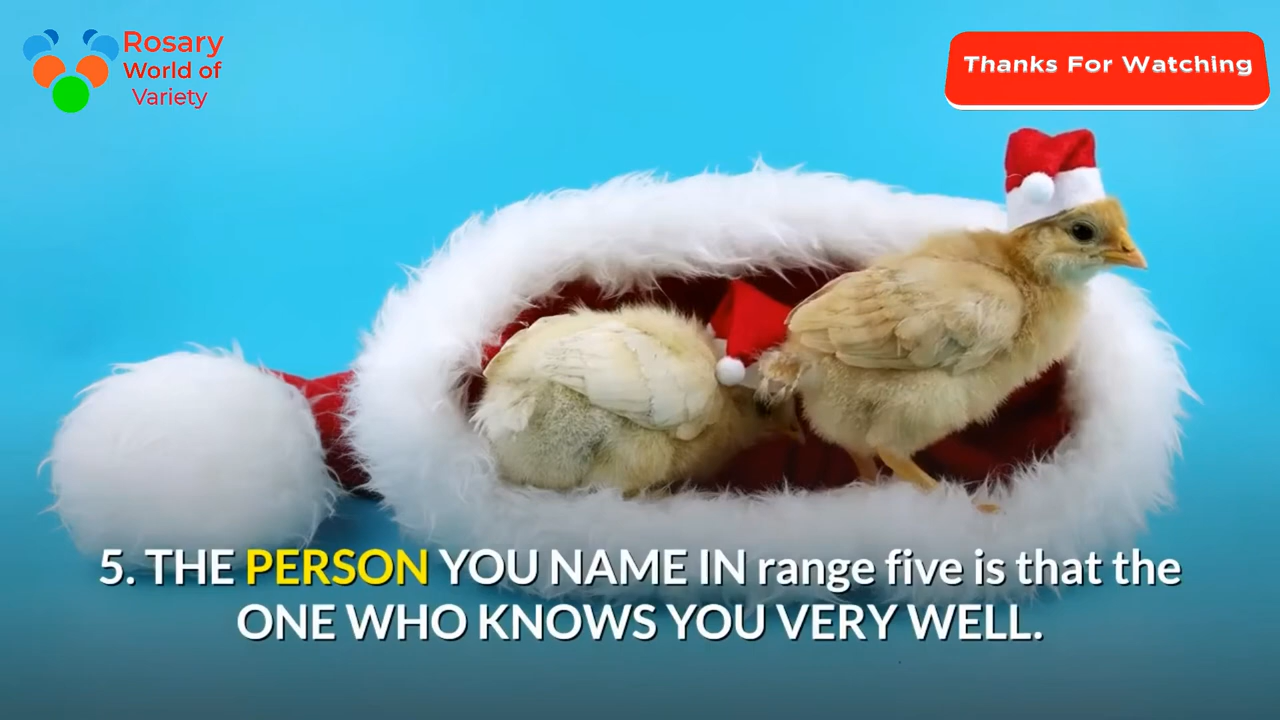 Rosary
World of
Variety
Thanks For Watching
5. THE PERSON YOU NAME IN range five is that the
ONE WHO KNOWS YOU VERY WELL.